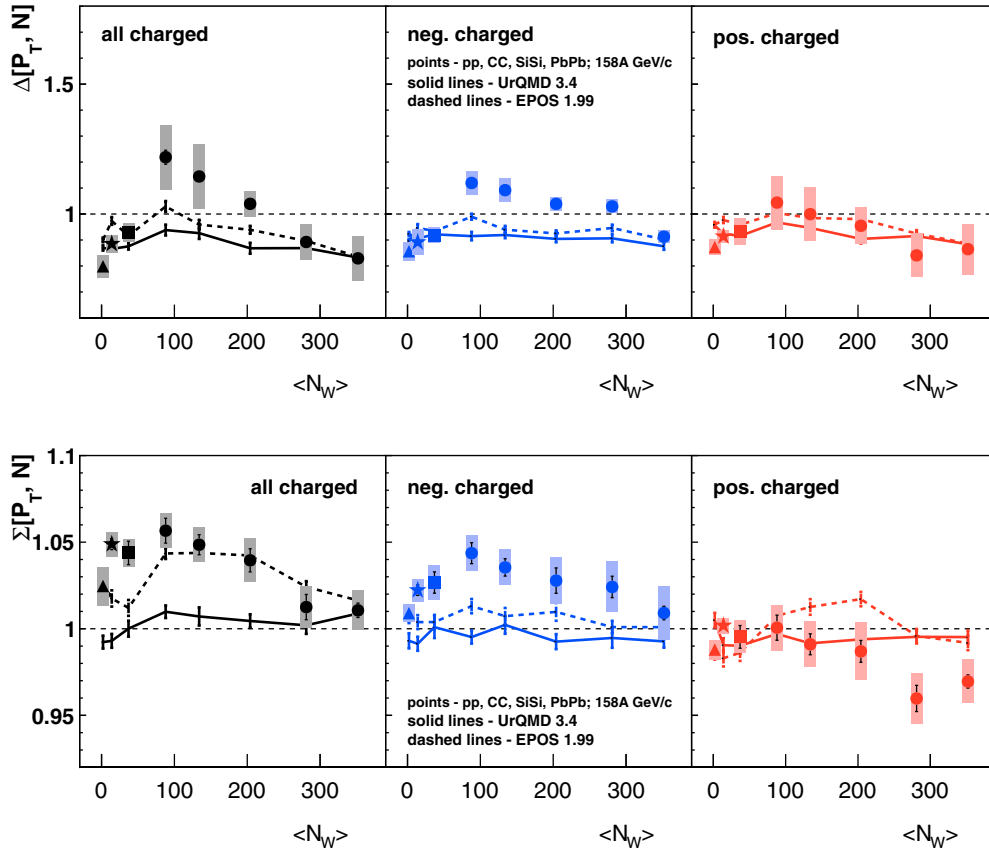 Δ[P_T, N]
all charged
neg. charged
pos. charged
points - pp, CC, SiSi, PbPb; 158A GeV/c
solid lines - UrQMD 3.4
dashed lines - EPOS 1.99
1.5
1
0 100 200 300
0 100 200 300
0 100 200 300
<N_W>
<N_W>
<N_W>
Σ[P_T, N]
1.1
1.05
1
0.95
all charged
neg. charged
pos. charged
points - pp, CC, SiSi, PbPb; 158A GeV/c
solid lines - UrQMD 3.4
dashed lines - EPOS 1.99
0 100 200 300
0 100 200 300
0 100 200 300
<N_W>
<N_W>
<N_W>